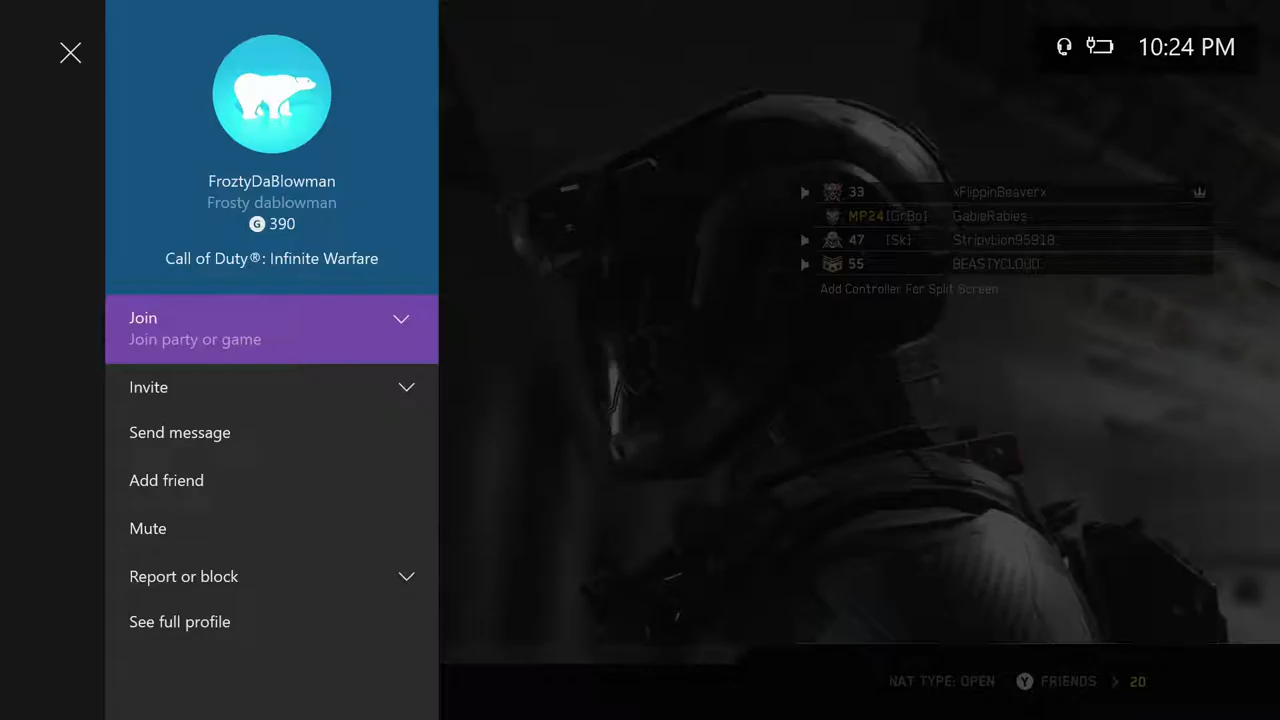 10:24 PM
FroztyDaBlowman
Frosty dablowman
G 390
Call of Duty®: Infinite Warfare
Join
Join party or game
Invite
Send message
Add friend
Mute
Report or block
See full profile
33 xFlippinBeaverx
MP24 [GrBo] GabieRabies
47 [Sk] StripyLion95918
55 BEASTYCLOUD
Add Controller For Split Screen
NAT TYPE: OPEN Y FRIENDS > 20